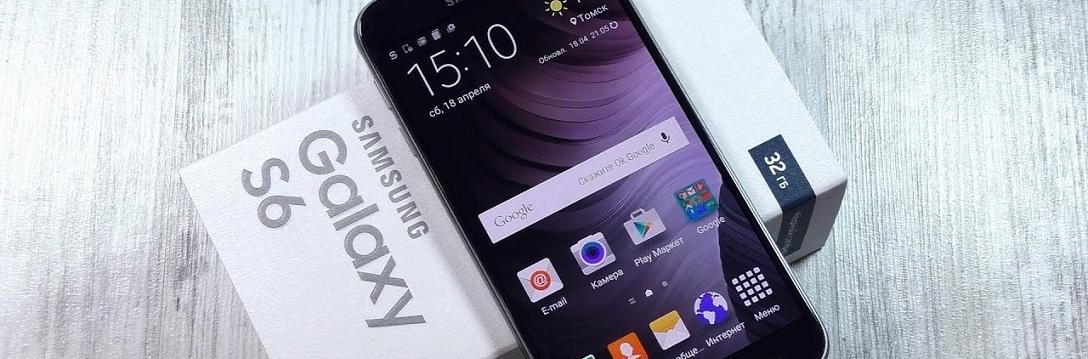 SAMSUNG
Galaxy
S6
15:10
сб, 18 апреля
Томск
Обновл. 18.04 21:05
Google
Скажите Ok Google
E-mail
Камера
Play Маркет
Google
Интернет
Меню
32 ГБ